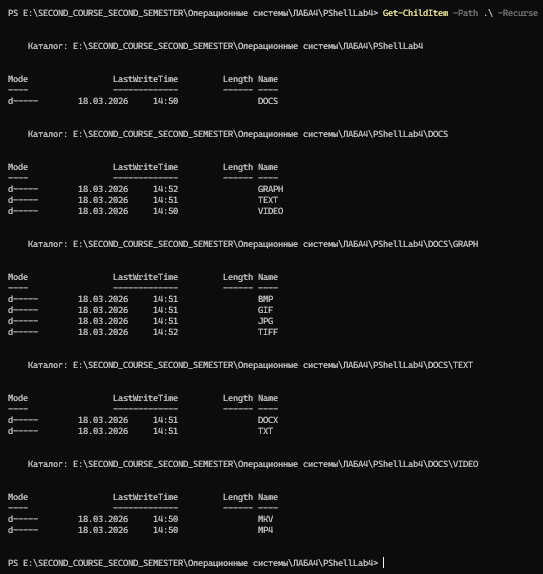 PS E:\SECOND_COURSE_SECOND_SEMESTER\Операционные системы\ЛАБА4\PShellLab4> Get-ChildItem -Path .\ -Recurse
Каталог: E:\SECOND_COURSE_SECOND_SEMESTER\Операционные системы\ЛАБА4\PShellLab4
Mode LastWriteTime Length Name
---- ------------- ------ ----
d----- 18.03.2026 14:50 DOCS
Каталог: E:\SECOND_COURSE_SECOND_SEMESTER\Операционные системы\ЛАБА4\PShellLab4\DOCS
Mode LastWriteTime Length Name
---- ------------- ------ ----
d----- 18.03.2026 14:52 GRAPH
d----- 18.03.2026 14:51 TEXT
d----- 18.03.2026 14:50 VIDEO
Каталог: E:\SECOND_COURSE_SECOND_SEMESTER\Операционные системы\ЛАБА4\PShellLab4\DOCS\GRAPH
Mode LastWriteTime Length Name
---- ------------- ------ ----
d----- 18.03.2026 14:51 BMP
d----- 18.03.2026 14:51 GIF
d----- 18.03.2026 14:51 JPG
d----- 18.03.2026 14:52 TIFF
Каталог: E:\SECOND_COURSE_SECOND_SEMESTER\Операционные системы\ЛАБА4\PShellLab4\DOCS\TEXT
Mode LastWriteTime Length Name
---- ------------- ------ ----
d----- 18.03.2026 14:51 DOCX
d----- 18.03.2026 14:51 TXT
Каталог: E:\SECOND_COURSE_SECOND_SEMESTER\Операционные системы\ЛАБА4\PShellLab4\DOCS\VIDEO
Mode LastWriteTime Length Name
---- ------------- ------ ----
d----- 18.03.2026 14:50 MKV
d----- 18.03.2026 14:50 MP4
PS E:\SECOND_COURSE_SECOND_SEMESTER\Операционные системы\ЛАБА4\PShellLab4>